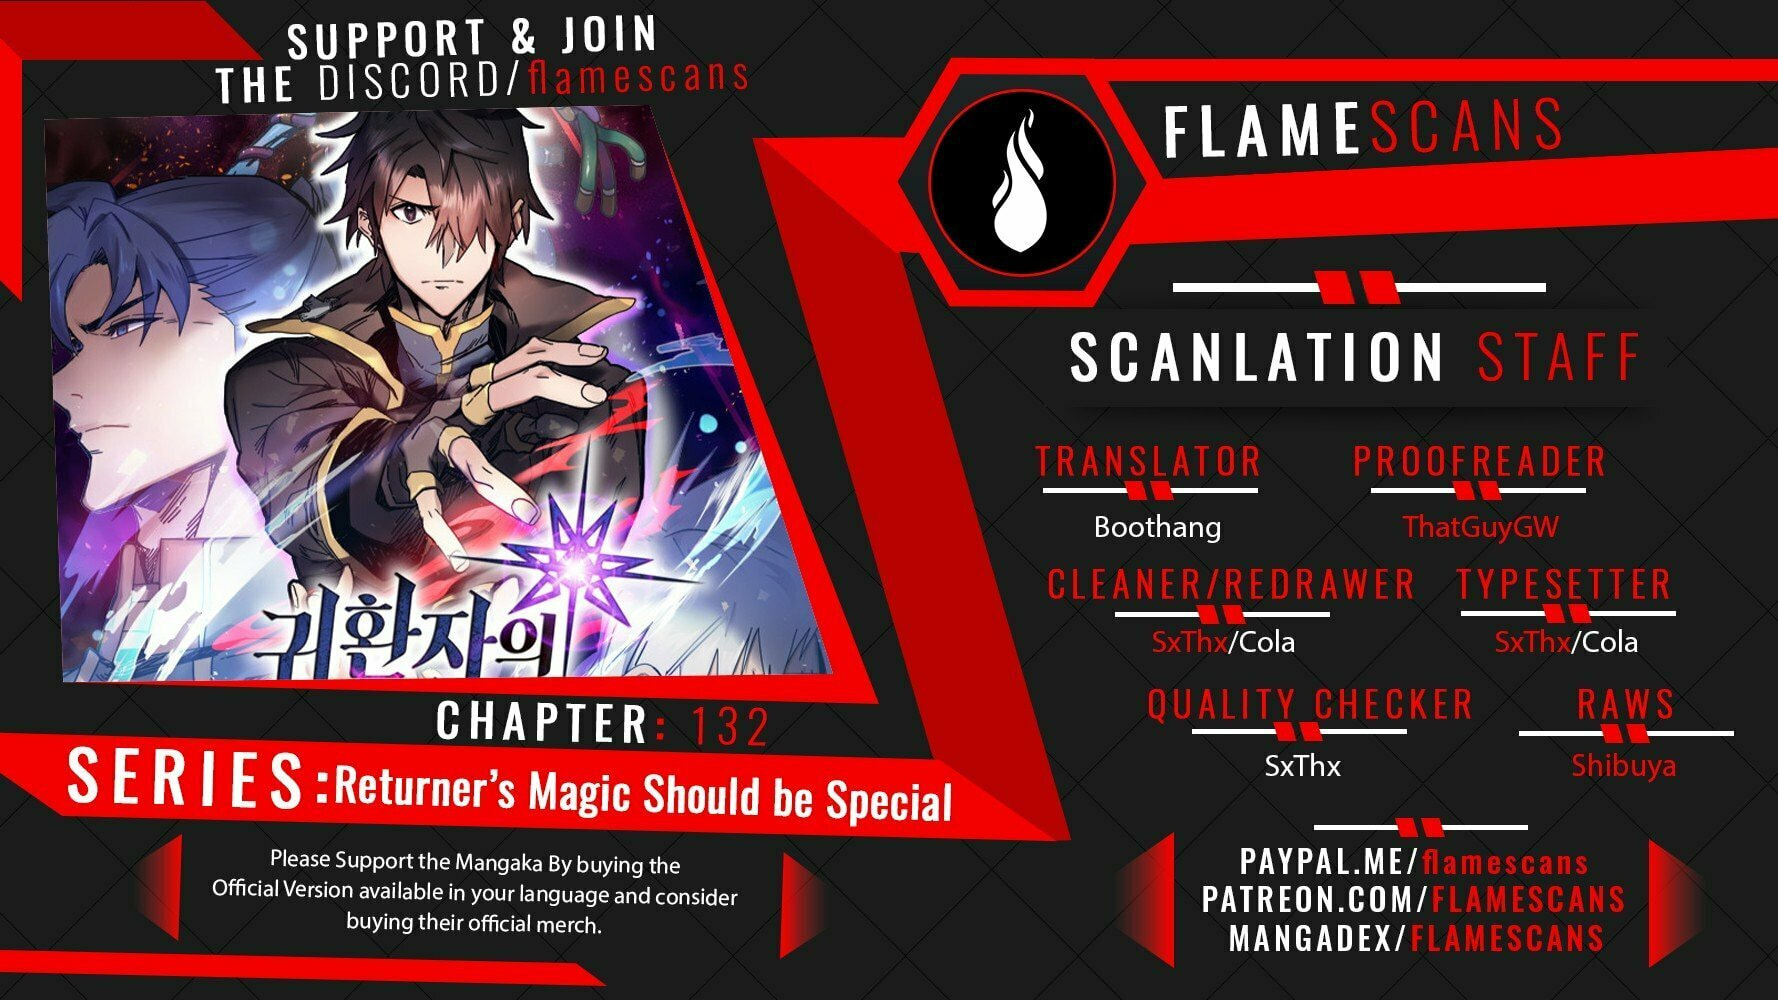 SUPPORT & JOIN
THE DISCORD/flamescans
귀환자의
CHAPTER: 132
SERIES:Returner's Magic Should be Special
Please Support the Mangaka By buying the
Official Version available in your language and consider
buying their official merch.
FLAMESCANS
SCANLATION STAFF
TRANSLATOR
Boothang
PROOFREADER
ThatGuyGW
CLEANER/REDRAWER
SxThx/Cola
TYPESETTER
SxThx/Cola
QUALITY CHECKER
SxThx
RAWS
Shibuya
PAYPAL.ME/flamescans
PATREON.COM/FLAMESCANS
MANGADEX/FLAMESCANS